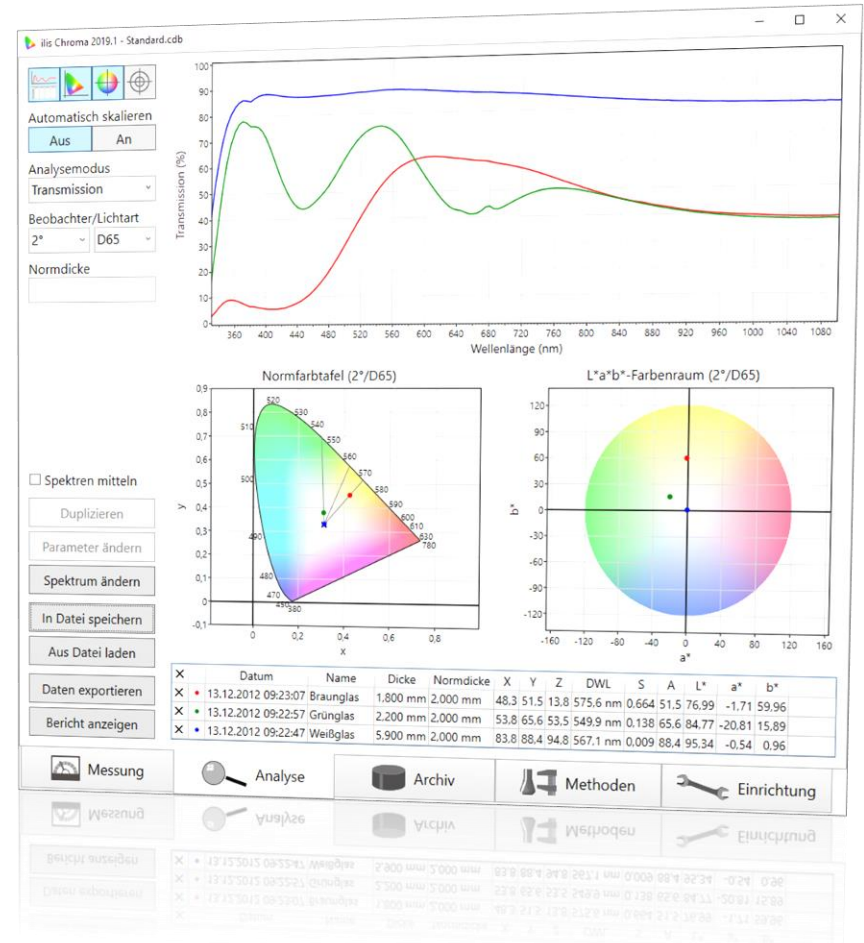 ilis Chroma 2019.1 - Standard.cdb
Automatisch skalieren
Aus An
Analysemodus
Transmission
Beobachter/Lichtart
2° D65
Normdicke
Transmission (%)
100
90
80
70
60
50
40
30
20
10
0
360 400 440 480 520 560 600 640 680 720 760 800 840 880 920 960 1000 1040 1080
Wellenlänge (nm)
Normfarbtafel (2°/D65)
y
0,9
0,8
0,7
0,6
0,5
0,4
0,3
0,2
0,1
0
-0,1
520
530
540
510
550
560
570
500
580
590
600
610
630
490
780
480
470
450 380
0 0,2 0,4 0,6 0,8
x
L*a*b*-Farbenraum (2°/D65)
b*
120
90
60
30
0
-30
-60
-90
-120
-160 -120 -80 -40 0 40 80 120 160
a*
Spektren mitteln
Duplizieren
Parameter ändern
Spektrum ändern
In Datei speichern
Aus Datei laden
Daten exportieren
Bericht anzeigen
Datum Name Dicke Normdicke X Y Z DWL S A L* a* b*
13.12.2012 09:23:07 Braunglas 1,800 mm 2,000 mm 48.3 51.5 13,8 575.6 nm 0.664 51,5 76,99 -1.71 59,96
13.12.2012 09:22:57 Grünglas 2.200 mm 2.000 mm 53.8 65.6 53.5 549.9 nm 0.138 65.6 84.77 -20.81 15,89
13.12.2012 09:22:47 Weißglas 5.900 mm 2.000 mm 83.8 88.4 94.8 567.1 nm 0,009 88,4 95,34 -0.54 0.96
Messung Analyse Archiv Methoden Einrichtung